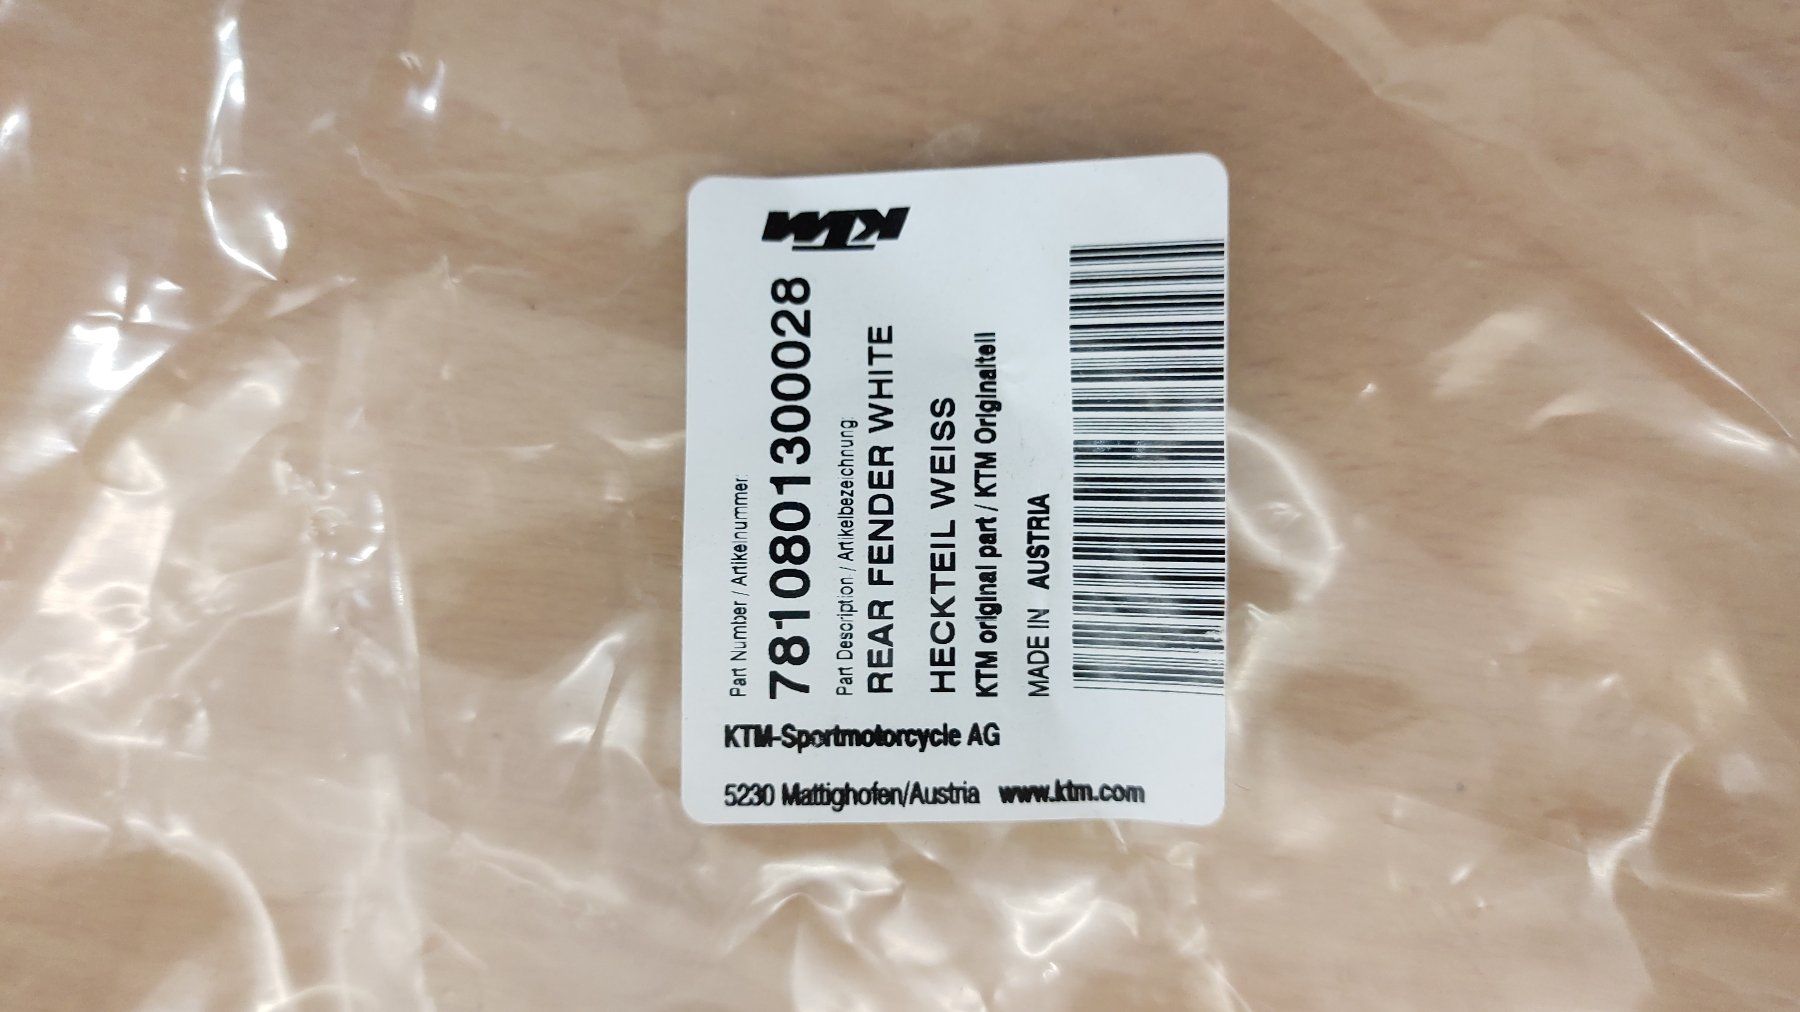 KTM
Part Number / Artikelnummer:
7810801300028
Part Description / Artikelbezeichnung:
REAR FENDER WHITE
HECKTEIL WEISS
KTM original part / KTM Originalteil
MADE IN AUSTRIA
KTM-Sportmotorcycle AG
5230 Mattighofen/Austria www.ktm.com